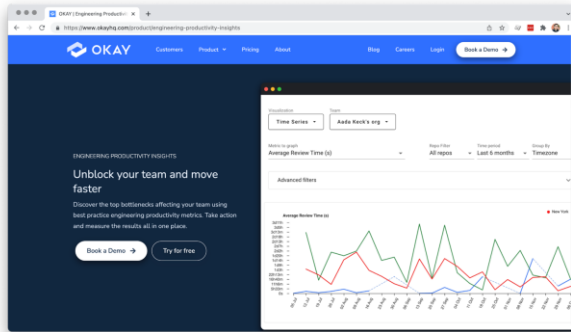 OKAY | Engineering Productiv
https://www.okayhq.com/product/engineering-productivity-insights
OKAY
Customers
Product
Pricing
About
Blog
Careers
Login
Book a Demo →
ENGINEERING PRODUCTIVITY INSIGHTS
Unblock your team and move
faster
Discover the top bottlenecks affecting your team using
best practice engineering productivity metrics. Take action
and measure the results all in one place.
Book a Demo →
Try for free
Visualization
Team
Time Series
Aada Keck's org
Metric to graph
Repo Filter
Time period
Group By
Average Review Time (s)
All repos
Last 6 months
Timezone
Advanced filters
Average Review Time (s)
New York